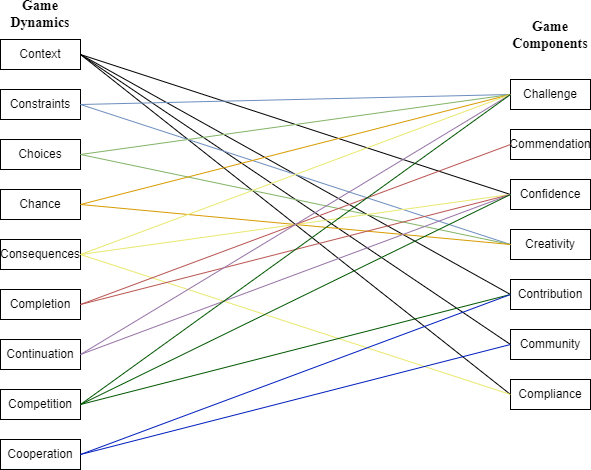 Game
Dynamics
Context
Constraints
Choices
Chance
Consequences
Completion
Continuation
Competition
Cooperation
Game
Components
Challenge
Commendation
Confidence
Creativity
Contribution
Community
Compliance